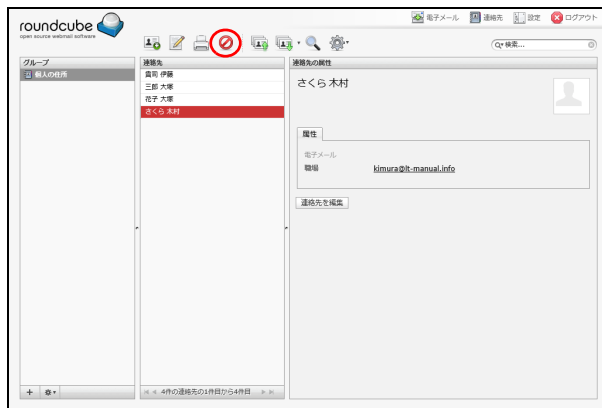 roundcube
open source webmail software
電子メール 連絡先 設定 ログアウト
検索...
グループ
個人の住所
連絡先
貴司 伊藤
三郎 大塚
花子 大塚
さくら 木村
4件の連絡先の1件目から4件目
連絡先の属性
さくら 木村
属性
電子メール
職場 kimura@lt-manual.info
連絡先を編集